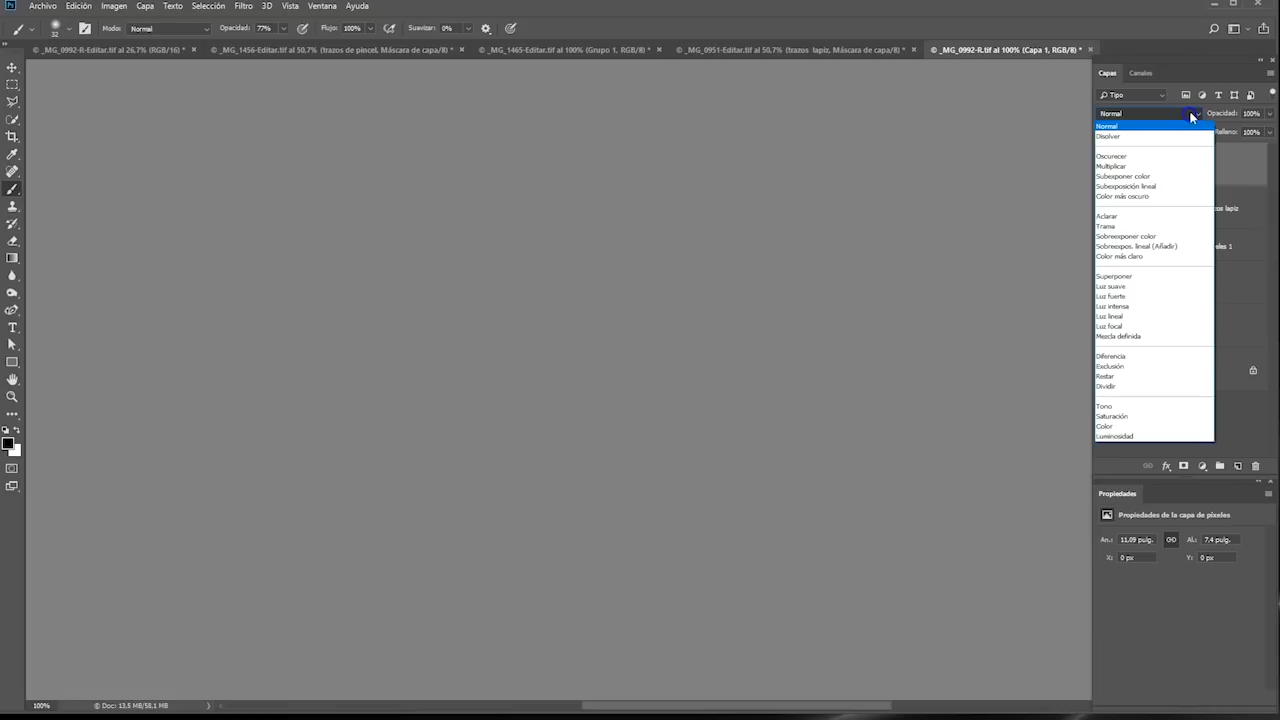 Ps Archivo Edición Imagen Capa Texto Selección Filtro 3D Vista Ventana Ayuda
32 Modo: Normal Opacidad: 77% Flujo: 100% Suavizar: 0%
© _MG_0992-R-Editar.tif al 26,7% (RGB/16) * × © _MG_1456-Editar.tif al 50,7% (trazos de pincel, Máscara de capa/8) * × © _MG_1465-Editar.tif al 100% (Grupo 1, RGB/8) * × © _MG_0951-Editar.tif al 50,7% (trazos lapiz, Máscara de capa/8) * × © _MG_0992-R.tif al 100% (Capa 1, RGB/8) * ×
Capas Canales
Tipo
Normal Opacidad: 100%
Relleno: 100%
Normal
Disolver
Oscurecer
Multiplicar
Subexponer color
Subexposición lineal
Color más oscuro
Aclarar
Trama
Sobreexponer color
Sobreexpos. lineal (Añadir)
Color más claro
Superponer
Luz suave
Luz fuerte
Luz intensa
Luz lineal
Luz focal
Mezcla definida
Diferencia
Exclusión
Restar
Dividir
Tono
Saturación
Color
Luminosidad
os lapiz
eles 1
fx
Propiedades
Propiedades de la capa de píxeles
An.: 11,09 pulg. Al.: 7,4 pulg.
X: 0 px Y: 0 px
100% © Doc: 13,5 MB/58,1 MB